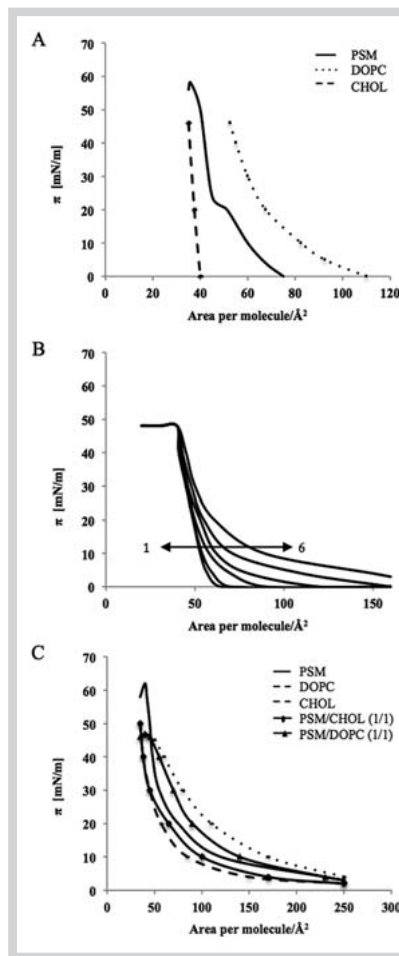 A
70
60
50
40
30
20
10
0
π [mN/m]
PSM
DOPC
CHOL
0 20 40 60 80 100 120
Area per molecule/Å²
B
70
60
50
40
30
20
10
0
π [mN/m]
1 6
0 50 100 150
Area per molecule/Å²
C
70
60
50
40
30
20
10
0
π [mN/m]
PSM
DOPC
CHOL
PSM/CHOL (1/1)
PSM/DOPC (1/1)
0 50 100 150 200 250 300
Area per molecule/Å²